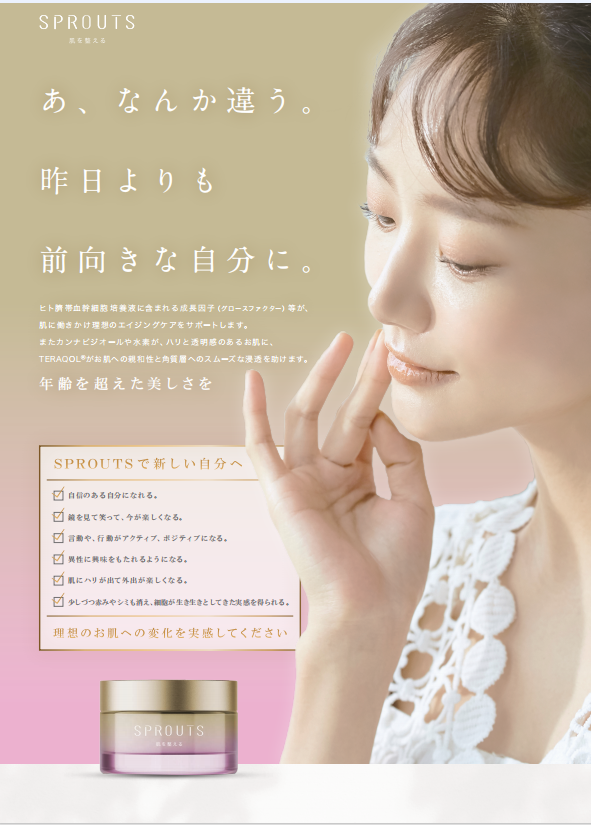 SPROUTS
肌を整える
あ、なんか違う。
昨日よりも
前向きな自分に。
ヒト臍帯血幹細胞培養液に含まれる成長因子(グロースファクター)等が、
肌に働きかけ理想のエイジングケアをサポートします。
またカンナビジオールや水素が、ハリと透明感のあるお肌に、
TERAQOL®がお肌への親和性と角質層へのスムーズな浸透を助けます。
年齢を超えた美しさを
SPROUTSで新しい自分へ
自信のある自分になれる。
鏡を見て笑って、今が楽しくなる。
言動や、行動がアクティブ、ポジティブになる。
異性に興味をもたれるようになる。
肌にハリが出て外出が楽しくなる。
少しづつ赤みやシミも消え、細胞が生き生きとしてきた実感を得られる。
理想のお肌への変化を実感してください
SPROUTS
肌を整える